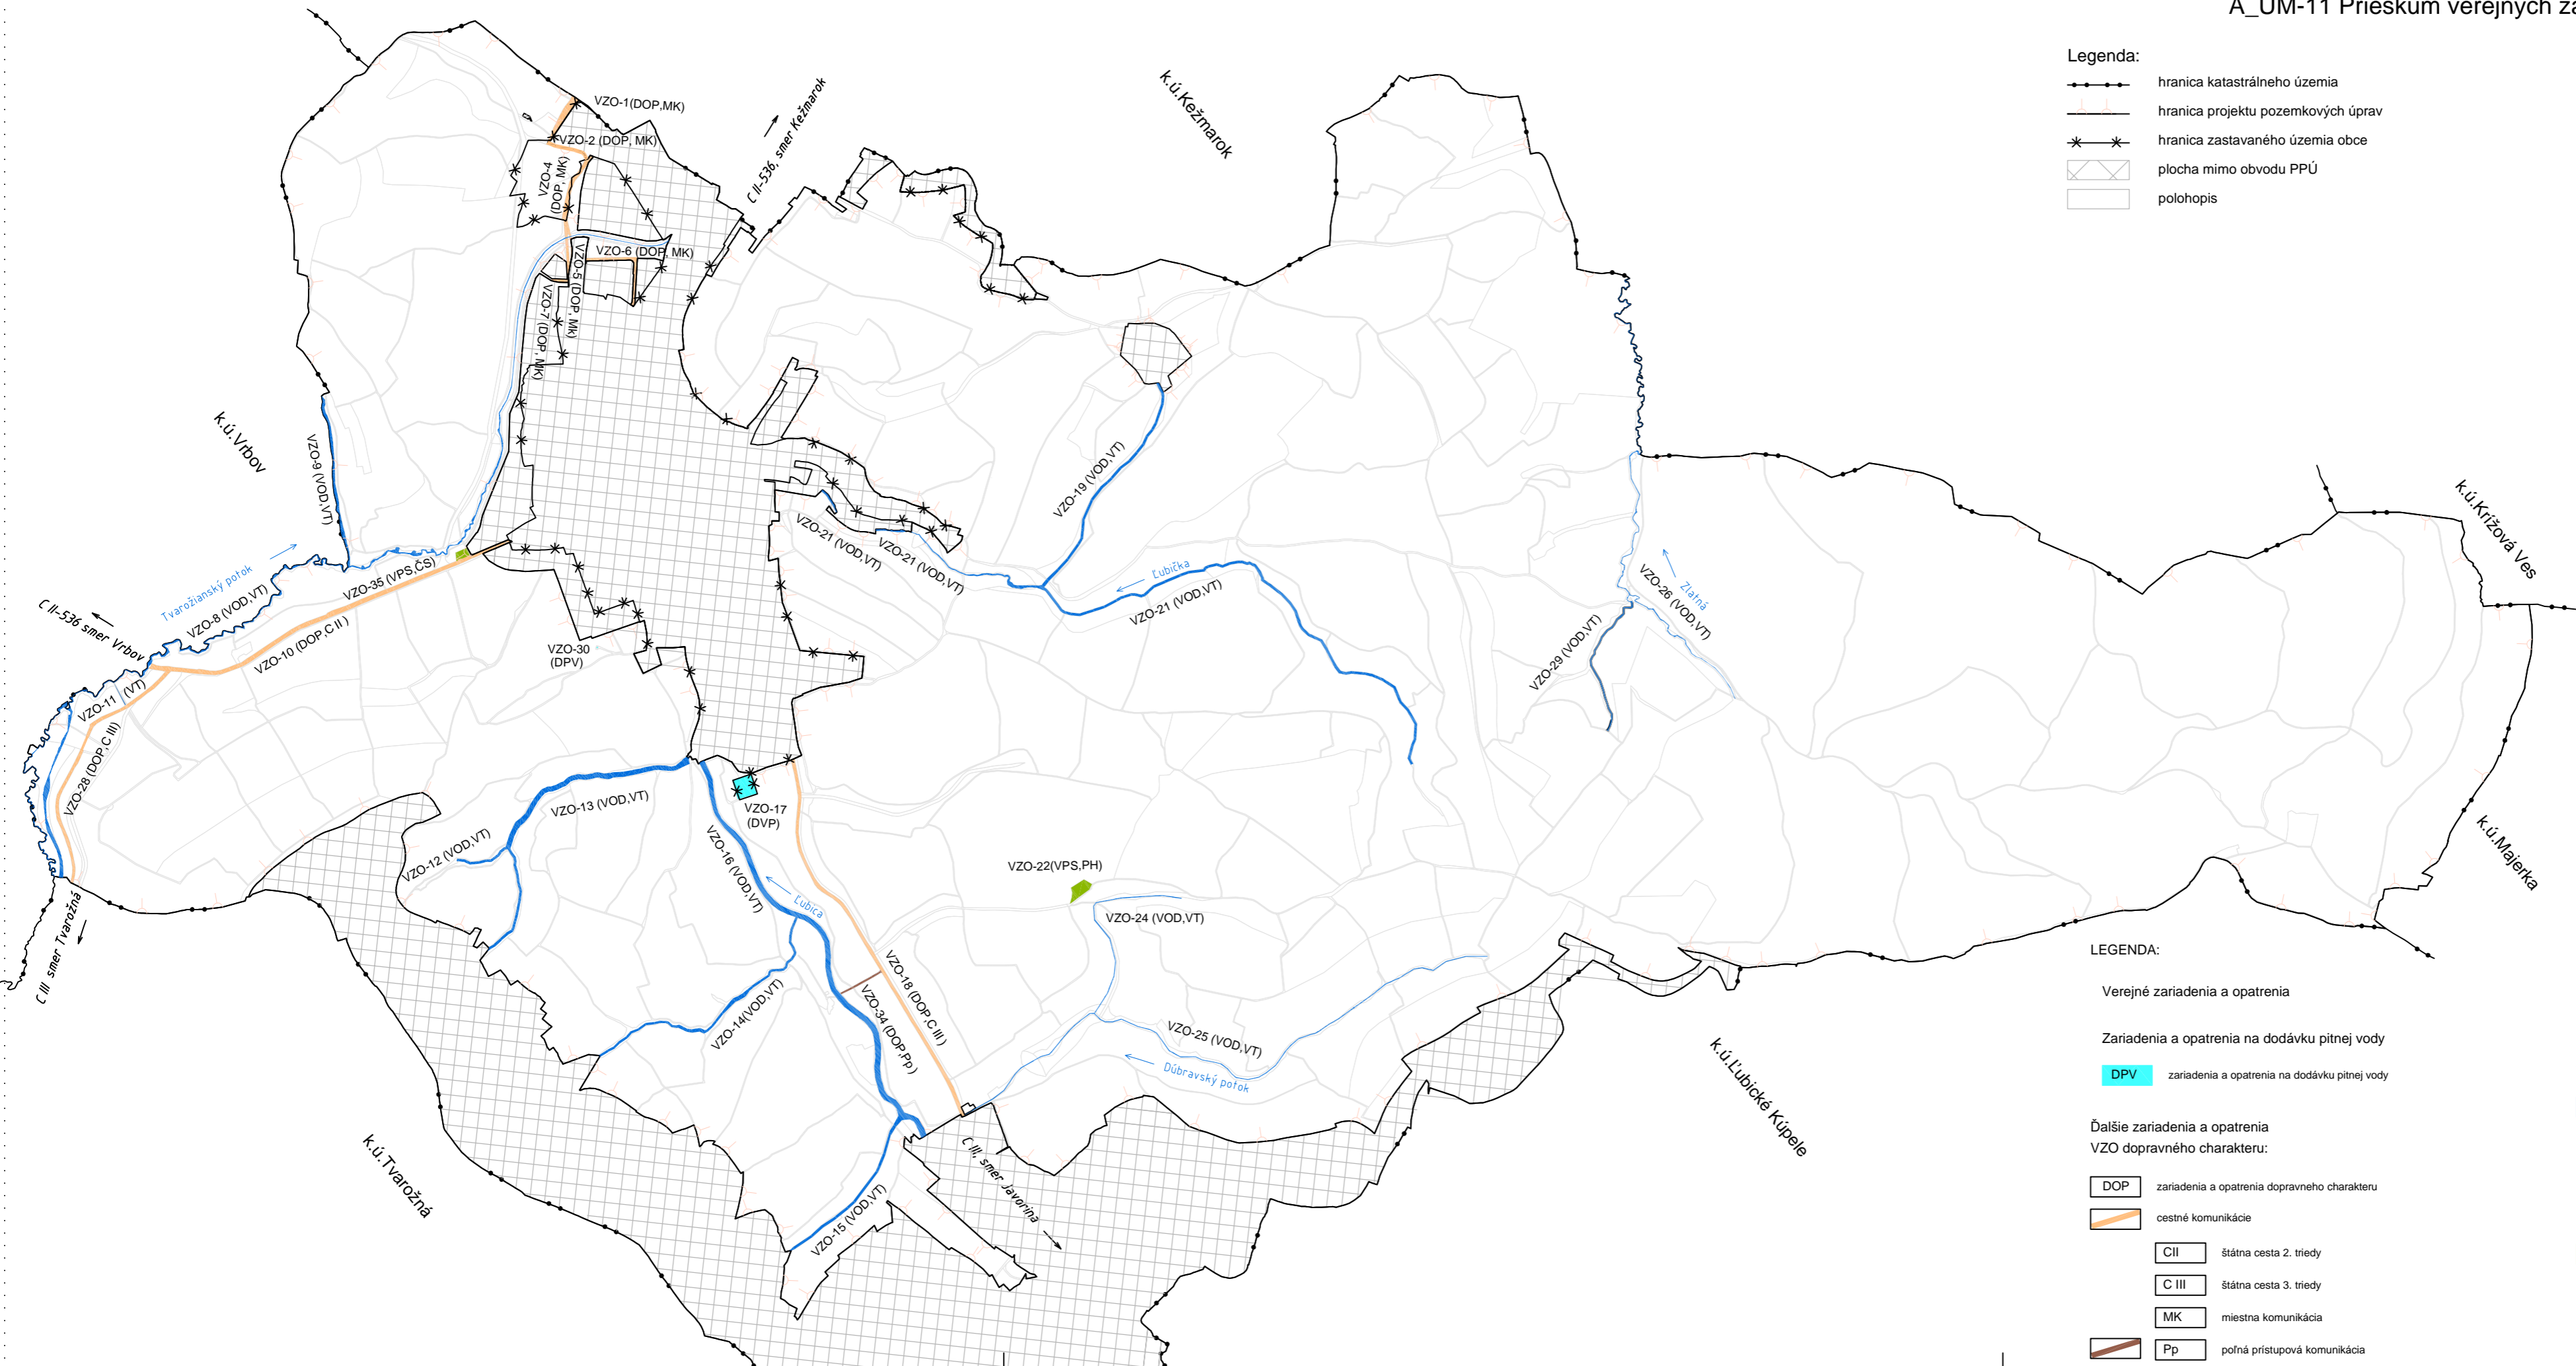 A_UM-11 Prieskum verejných za
Legenda:
hranica katastrálneho územia
hranica projektu pozemkových úprav
hranica zastavaného územia obce
plocha mimo obvodu PPÚ
polohopis
VZO-1(DOP,MK)
VZO-2 (DOP, MK)
VZO-4
(DOP, MK)
VZO-6 (DOP, MK)
VZO-5 (DOP, MK)
VZO-7 (DOP, MK)
C II-536, smer Kežmarok
k.ú.Kežmarok
k.ú.Vrbov
VZO-9 (VOD,VT)
VZO-19 (VOD,VT)
VZO-21 (VOD,VT)
VZO-21 (VOD,VT)
Ľubička
VZO-21 (VOD,VT)
k.ú.Krížová Ves
Zlatná
VZO-26 (VOD,VT)
VZO-29 (VOD,VT)
Tvarožianský potok
VZO-35 (VPS,ČS)
VZO-8 (VOD,VT)
C II-536 smer Vrbov
VZO-10 (DOP,C II )
VZO-30
(DPV)
VZO-11 (VT)
VZO-28 (DOP,C III)
VZO-13 (VOD,VT)
VZO-12 (VOD,VT)
VZO-17
(DVP)
VZO-16 (VOD,VT)
Ľubica
VZO-22(VPS,PH)
VZO-24 (VOD,VT)
k.ú.Majerka
C III smer Tvarožná
VZO-18 (DOP,C III )
VZO-34 (DOP,Pp )
VZO-14(VOD,VT)
VZO-25 (VOD,VT)
Dúbravský potok
k.ú.Ľubické Kúpele
k.ú.Tvarožná
C III, smer Javorina
VZO-15 (VOD,VT)
LEGENDA:
Verejné zariadenia a opatrenia
Zariadenia a opatrenia na dodávku pitnej vody
DPV zariadenia a opatrenia na dodávku pitnej vody
Ďalšie zariadenia a opatrenia
VZO dopravného charakteru:
DOP zariadenia a opatrenia dopravneho charakteru
cestné komunikácie
CII štátna cesta 2. triedy
C III štátna cesta 3. triedy
MK miestna komunikácia
Pp poľná prístupová komunikácia